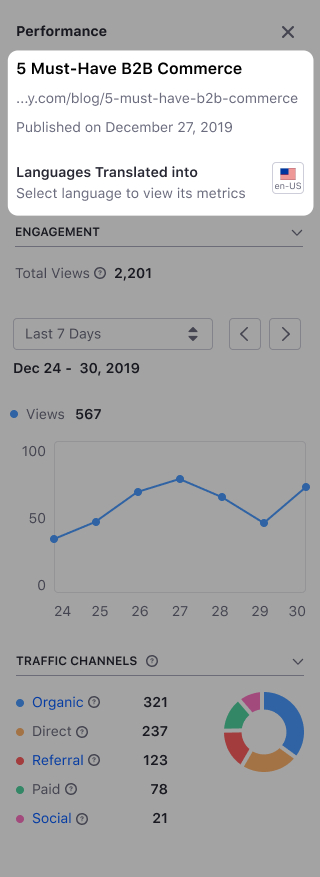 Performance
5 Must-Have B2B Commerce
...y.com/blog/5-must-have-b2b-commerce
Published on December 27, 2019
Languages Translated into
Select language to view its metrics
en-US
ENGAGEMENT
Total Views ? 2,201
Last 7 Days
Dec 24 - 30, 2019
Views 567
100
50
0
24 25 26 27 28 29 30
TRAFFIC CHANNELS ?
Organic ? 321
Direct ? 237
Referral ? 123
Paid ? 78
Social ? 21